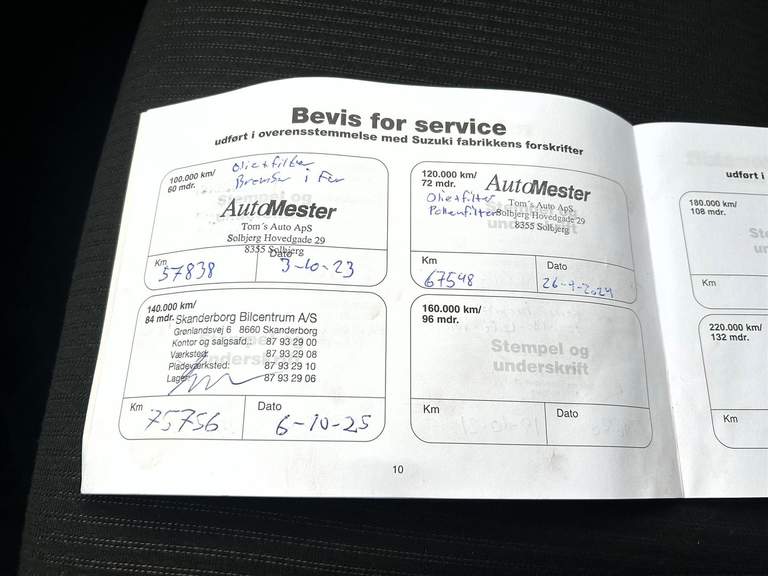 Bevis for service
udført i overensstemmelse med Suzuki fabrikkens forskrifter
100.000 km/
60 mdr.
Olie+filter
Bremser i For
AutoMester
Tom's Auto ApS
Solbjerg Hovedgade 29
8355 Solbjerg
Km
57838
Dato
3-10-23
120.000 km/
72 mdr.
AutoMester
Olie+filter
Pollenfilter
Tom's Auto ApS
Solbjerg Hovedgade 29
8355 Solbjerg
Km
67548
Dato
26-9-2024
140.000 km/
84 mdr.
Skanderborg Bilcentrum A/S
Grønlandsvej 6 8660 Skanderborg
Kontor og salgsafd.: 87 93 29 00
Værksted: 87 93 29 08
Pladeværksted: 87 93 29 10
Lager: 87 93 29 06
Km
75756
Dato
6-10-25
160.000 km/
96 mdr.
Stempel og
underskrift
Km
Dato
10
udført i
180.000 km/
108 mdr.
Km
220.000 km/
132 mdr.
Km